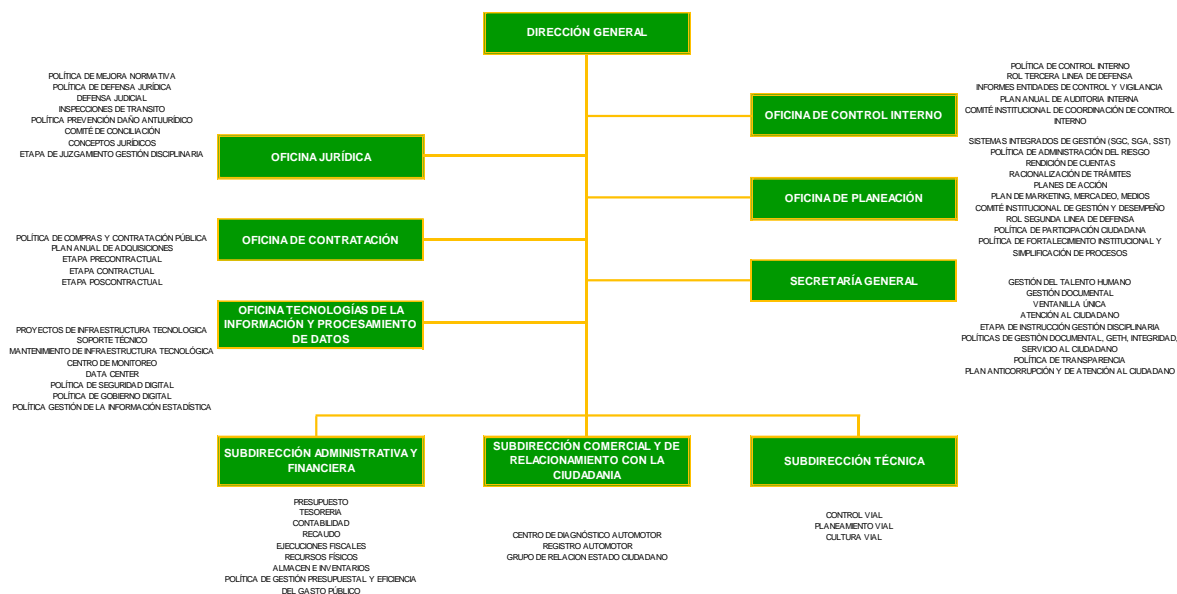 DIRECCIÓN GENERAL
POLÍTICA DE MEJORA NORMATIVA
POLÍTICA DE DEFENSA JURÍDICA
DEFENSA JUDICIAL
INSPECCIONES DE TRANSITO
POLÍTICA PREVENCIÓN DAÑO ANTIJURÍDICO
COMITÉ DE CONCILIACIÓN
CONCEPTOS JURÍDICOS
ETAPA DE JUZGAMIENTO GESTIÓN DISCIPLINARIA
OFICINA JURÍDICA
POLÍTICA DE CONTROL INTERNO
ROL TERCERA LINEA DE DEFENSA
INFORMES ENTIDADES DE CONTROL Y VIGILANCIA
PLAN ANUAL DE AUDITORIA INTERNA
COMITÉ INSTITUCIONAL DE COORDINACIÓN DE CONTROL
INTERNO
OFICINA DE CONTROL INTERNO
SISTEMAS INTEGRADOS DE GESTIÓN (SGC, SGA, SST)
POLÍTICA DE ADMINISTRACIÓN DEL RIESGO
RENDICIÓN DE CUENTAS
RACIONALIZACIÓN DE TRÁMITES
PLANES DE ACCIÓN
PLAN DE MARKETING, MERCADEO, MEDIOS
COMITÉ INSTITUCIONAL DE GESTIÓN Y DESEMPEÑO
ROL SEGUNDA LINEA DE DEFENSA
POLÍTICA DE PARTICIPACIÓN CIUDADANA
POLÍTICA DE FORTALECIMIENTO INSTITUCIONAL Y
SIMPLIFICACIÓN DE PROCESOS
OFICINA DE PLANEACIÓN
POLÍTICA DE COMPRAS Y CONTRATACIÓN PÚBLICA
PLAN ANUAL DE ADQUISICIONES
ETAPA PRECONTRACTUAL
ETAPA CONTRACTUAL
ETAPA POSCONTRACTUAL
OFICINA DE CONTRATACIÓN
SECRETARÍA GENERAL
GESTIÓN DEL TALENTO HUMANO
GESTIÓN DOCUMENTAL
VENTANILLA ÚNICA
ATENCIÓN AL CIUDADANO
ETAPA DE INSTRUCCIÓN GESTIÓN DISCIPLINARIA
POLÍTICAS DE GESTIÓN DOCUMENTAL, GETH, INTEGRIDAD,
SERVICIO AL CIUDADANO
POLÍTICA DE TRANSPARENCIA
PLAN ANTICORRUPCIÓN Y DE ATENCIÓN AL CIUDADANO
OFICINA TECNOLOGÍAS DE LA
INFORMACIÓN Y PROCESAMIENTO
DE DATOS
PROYECTOS DE INFRAESTRUCTURA TECNOLOGICA
SOPORTE TÉCNICO
MANTENIMIENTO DE INFRAESTRUCTURA TECNOLÓGICA
CENTRO DE MONITOREO
DATA CENTER
POLÍTICA DE SEGURIDAD DIGITAL
POLÍTICA DE GOBIERNO DIGITAL
POLÍTICA GESTIÓN DE LA INFORMACIÓN ESTADÍSTICA
SUBDIRECCIÓN ADMINISTRATIVA Y
FINANCIERA
PRESUPUESTO
TESORERIA
CONTABILIDAD
RECAUDO
EJECUCIONES FISCALES
RECURSOS FÍSICOS
ALMACEN E INVENTARIOS
POLÍTICA DE GESTIÓN PRESUPUESTAL Y EFICIENCIA
DEL GASTO PÚBLICO
SUBDIRECCIÓN COMERCIAL Y DE
RELACIONAMIENTO CON LA
CIUDADANIA
CENTRO DE DIAGNÓSTICO AUTOMOTOR
REGISTRO AUTOMOTOR
GRUPO DE RELACION ESTADO CIUDADANO
SUBDIRECCIÓN TÉCNICA
CONTROL VIAL
PLANEAMIENTO VIAL
CULTURA VIAL